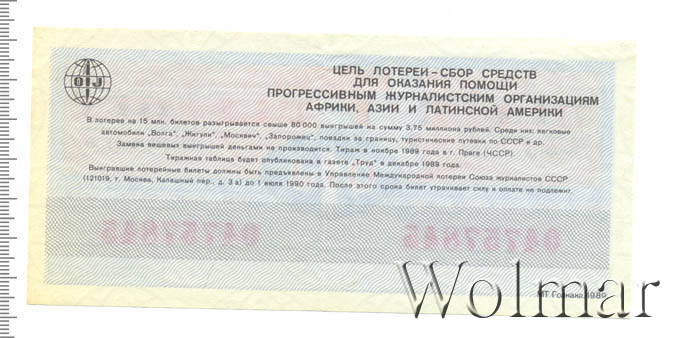 OIJ
ЦЕЛЬ ЛОТЕРЕИ – СБОР СРЕДСТВ
ДЛЯ ОКАЗАНИЯ ПОМОЩИ
ПРОГРЕССИВНЫМ ЖУРНАЛИСТСКИМ ОРГАНИЗАЦИЯМ
АФРИКИ, АЗИИ И ЛАТИНСКОЙ АМЕРИКИ
В лотерее на 15 млн. билетов разыгрывается свыше 80 000 выигрышей на сумму 3,75 миллиона рублей. Среди них: легковые
автомобили „Волга", „Жигули", „Москвич", „Запорожец", поездки за границу, туристические путевки по СССР и др.
Замена вещевых выигрышей деньгами не производится. Тираж в ноябре 1989 года в г. Праге (ЧССР).
Тиражная таблица будет опубликована в газете „Труд" в декабре 1989 года.
Выигравшие лотерейные билеты должны быть предъявлены в Управление Международной лотереи Союза журналистов СССР
(121019, г. Москва, Калашный пер., д. 3 а) до 1 июля 1990 года. После этого срока билет утрачивает силу и оплате не подлежит.
04757845 04757845
МТ Гознака. 1989.
Wolmar